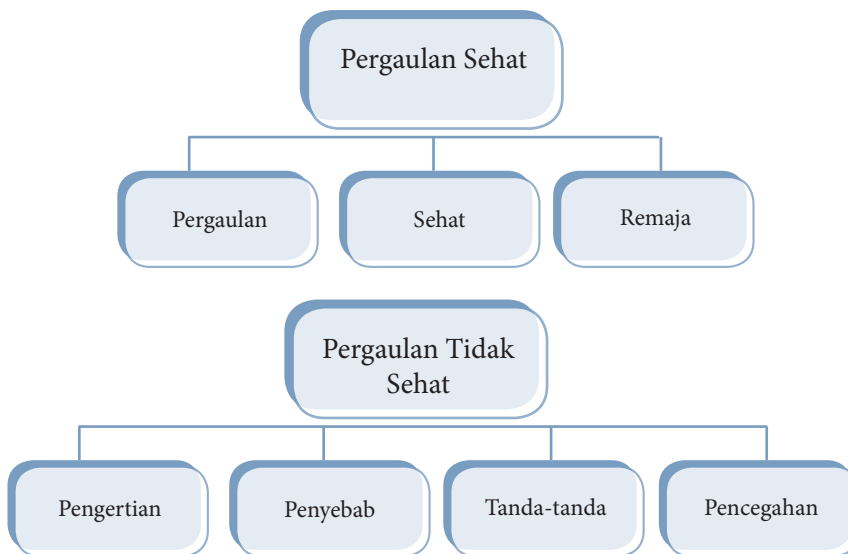 Pergaulan Sehat
Pergaulan
Sehat
Remaja
Pergaulan Tidak
Sehat
Pengertian
Penyebab
Tanda-tanda
Pencegahan